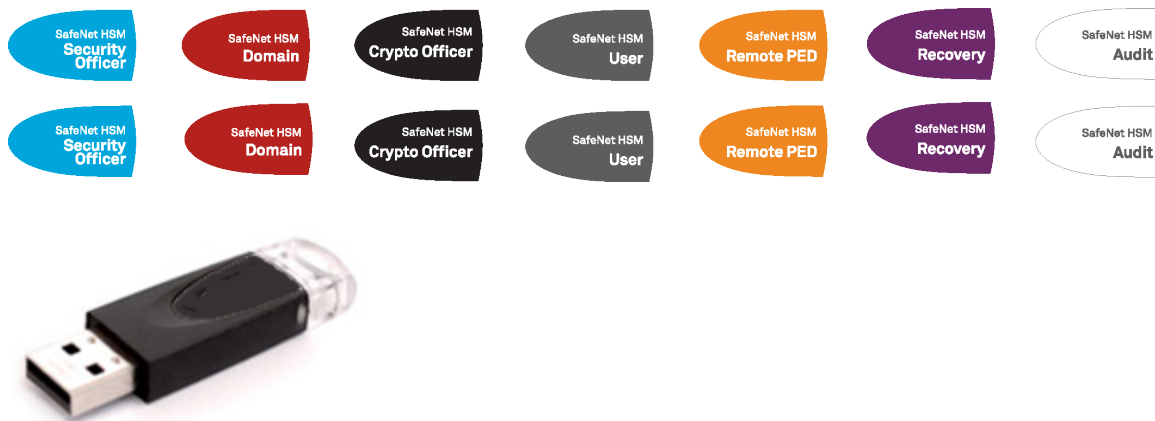 SafeNet HSM
Security
Officer
SafeNet HSM
Domain
SafeNet HSM
Crypto Officer
SafeNet HSM
User
SafeNet HSM
Remote PED
SafeNet HSM
Recovery
SafeNet HSM
Audit
SafeNet HSM
Security
Officer
SafeNet HSM
Domain
SafeNet HSM
Crypto Officer
SafeNet HSM
User
SafeNet HSM
Remote PED
SafeNet HSM
Recovery
SafeNet HSM
Audit